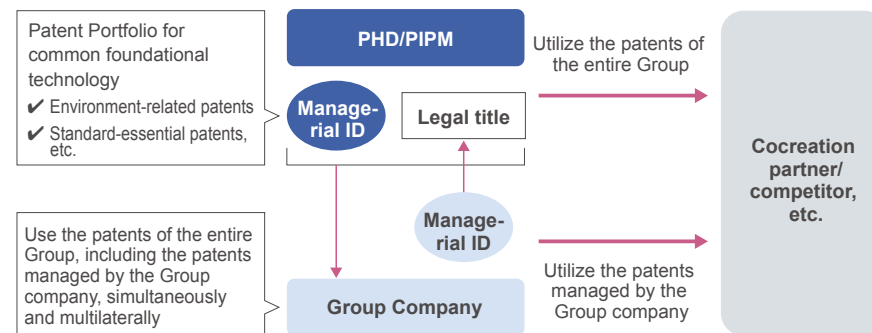 Patent Portfolio for
common foundational
technology
✔ Environment-related patents
✔ Standard-essential patents,
etc.
PHD/PIPM
Manage-
rial ID
Legal title
Utilize the patents of
the entire Group
Cocreation
partner/
competitor,
etc.
Manage-
rial ID
Use the patents of the entire
Group, including the patents
managed by the Group
company, simultaneously
and multilaterally
Group Company
Utilize the patents
managed by the
Group company